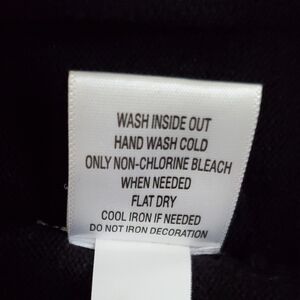 WASH INSIDE OUT
HAND WASH COLD
ONLY NON-CHLORINE BLEACH
WHEN NEEDED
FLAT DRY
COOL IRON IF NEEDED
DO NOT IRON DECORATION